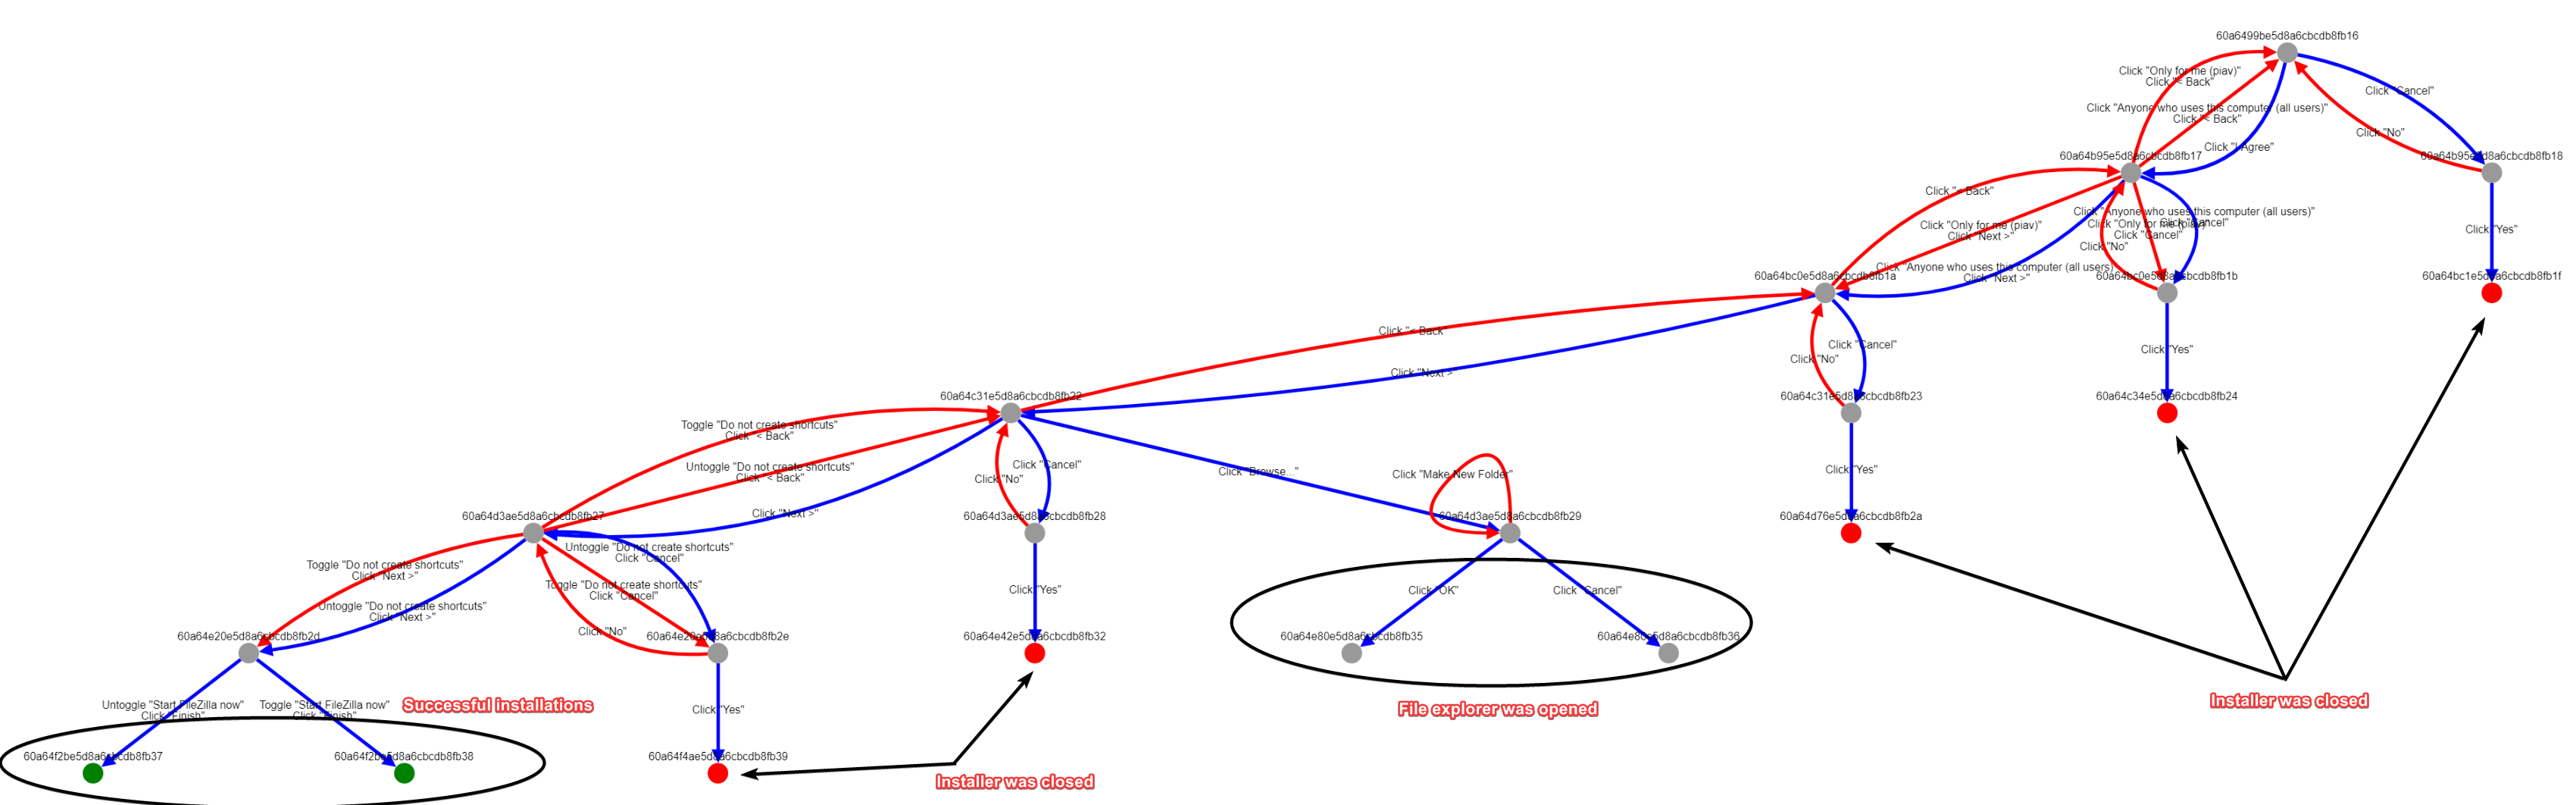 60a6499be5d8a6cbcdb8fb16
Click "Only for me (piav)"
Click "< Back"
Click "Cancel"
Click "Anyone who uses this computer (all users)"
Click "< Back"
Click "No"
Click "I Agree"
60a64b95e5d8a6cbcdb8fb17
60a64b95e5d8a6cbcdb8fb18
Click "< Back"
Click "Anyone who uses this computer (all users)"
Click "Cancel"
Click "Only for me (piav)"
Click "Cancel"
Click "Only for me (piav)"
Click "Next >"
Click "Yes"
Click "No"
Click "Anyone who uses this computer (all users)"
Click "Next >"
60a64bc0e5d8a6cbcdb8fb1a
60a64bc0e5d8a6cbcdb8fb1b
60a64bc1e5d8a6cbcdb8fb1f
Click "< Back"
Click "Cancel"
Click "No"
Click "Yes"
Click "Next >"
60a64c31e5d8a6cbcdb8fb22
60a64c31e5d8a6cbcdb8fb23
60a64c34e5d8a6cbcdb8fb24
Toggle "Do not create shortcuts"
Click "< Back"
Untoggle "Do not create shortcuts"
Click "< Back"
Click "Cancel"
Click "No"
Click "Browse..."
Click "Make New Folder"
Click "Yes"
Click "Next >"
60a64d3ae5d8a6cbcdb8fb27
60a64d3ae5d8a6cbcdb8fb28
60a64d3ae5d8a6cbcdb8fb29
60a64d76e5d8a6cbcdb8fb2a
Untoggle "Do not create shortcuts"
Click "Cancel"
Toggle "Do not create shortcuts"
Click "Next >"
Toggle "Do not create shortcuts"
Click "Cancel"
Click "Yes"
Click "OK"
Click "Cancel"
Untoggle "Do not create shortcuts"
Click "Next >"
Click "No"
60a64e20e5d8a6cbcdb8fb2d
60a64e20e5d8a6cbcdb8fb2e
60a64e42e5d8a6cbcdb8fb32
60a64e80e5d8a6cbcdb8fb35
60a64e80e5d8a6cbcdb8fb36
Untoggle "Start FileZilla now"
Click "Finish"
Toggle "Start FileZilla now"
Click "Finish"
Successful installations
Click "Yes"
File explorer was opened
Installer was closed
60a64f2be5d8a6cbcdb8fb37
60a64f2be5d8a6cbcdb8fb38
60a64f4ae5d8a6cbcdb8fb39
Installer was closed